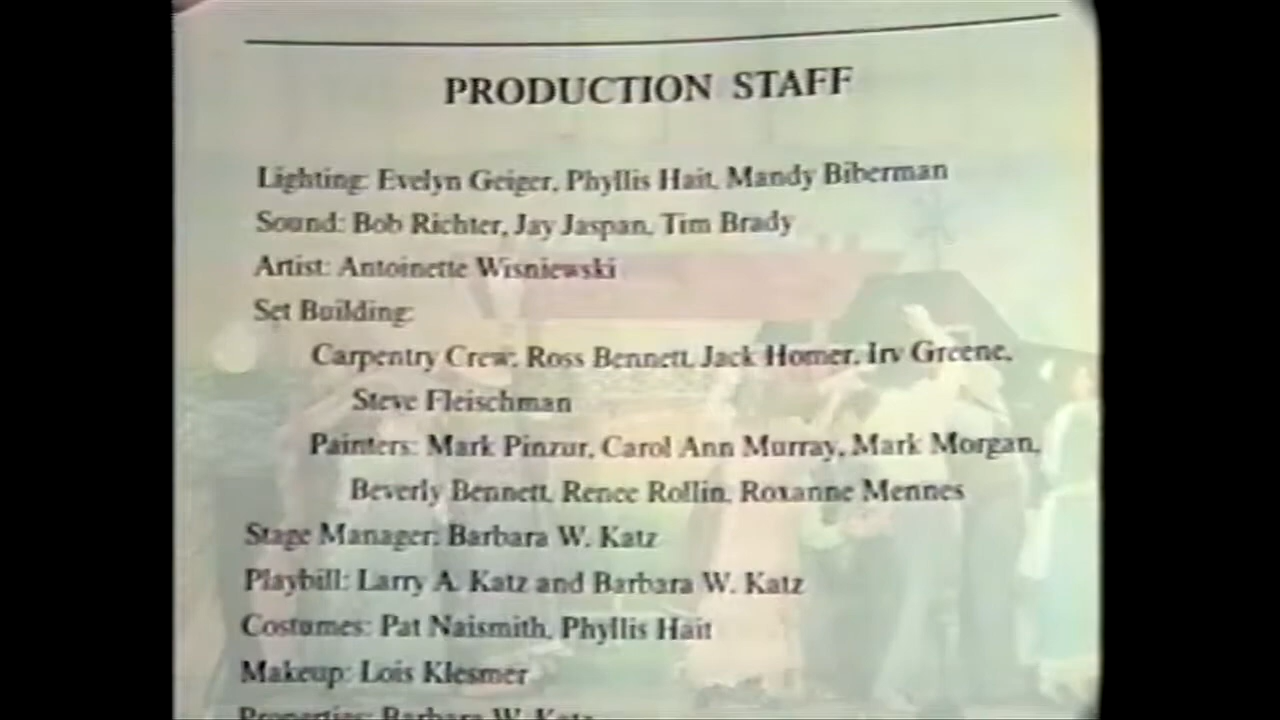 PRODUCTION STAFF
Lighting: Evelyn Geiger, Phyllis Hait, Mandy Biberman
Sound: Bob Richter, Jay Jaspan, Tim Brady
Artist: Antoinette Wisniewski
Set Building:
Carpentry Crew: Ross Bennett, Jack Homer, Irv Greene,
Steve Fleischman
Painters: Mark Pinzur, Carol Ann Murray, Mark Morgan,
Beverly Bennett, Renee Rollin, Roxanne Mennes
Stage Manager: Barbara W. Katz
Playbill: Larry A. Katz and Barbara W. Katz
Costumes: Pat Naismith, Phyllis Hait
Makeup: Lois Klesmer
Properties: Barbara W. Katz